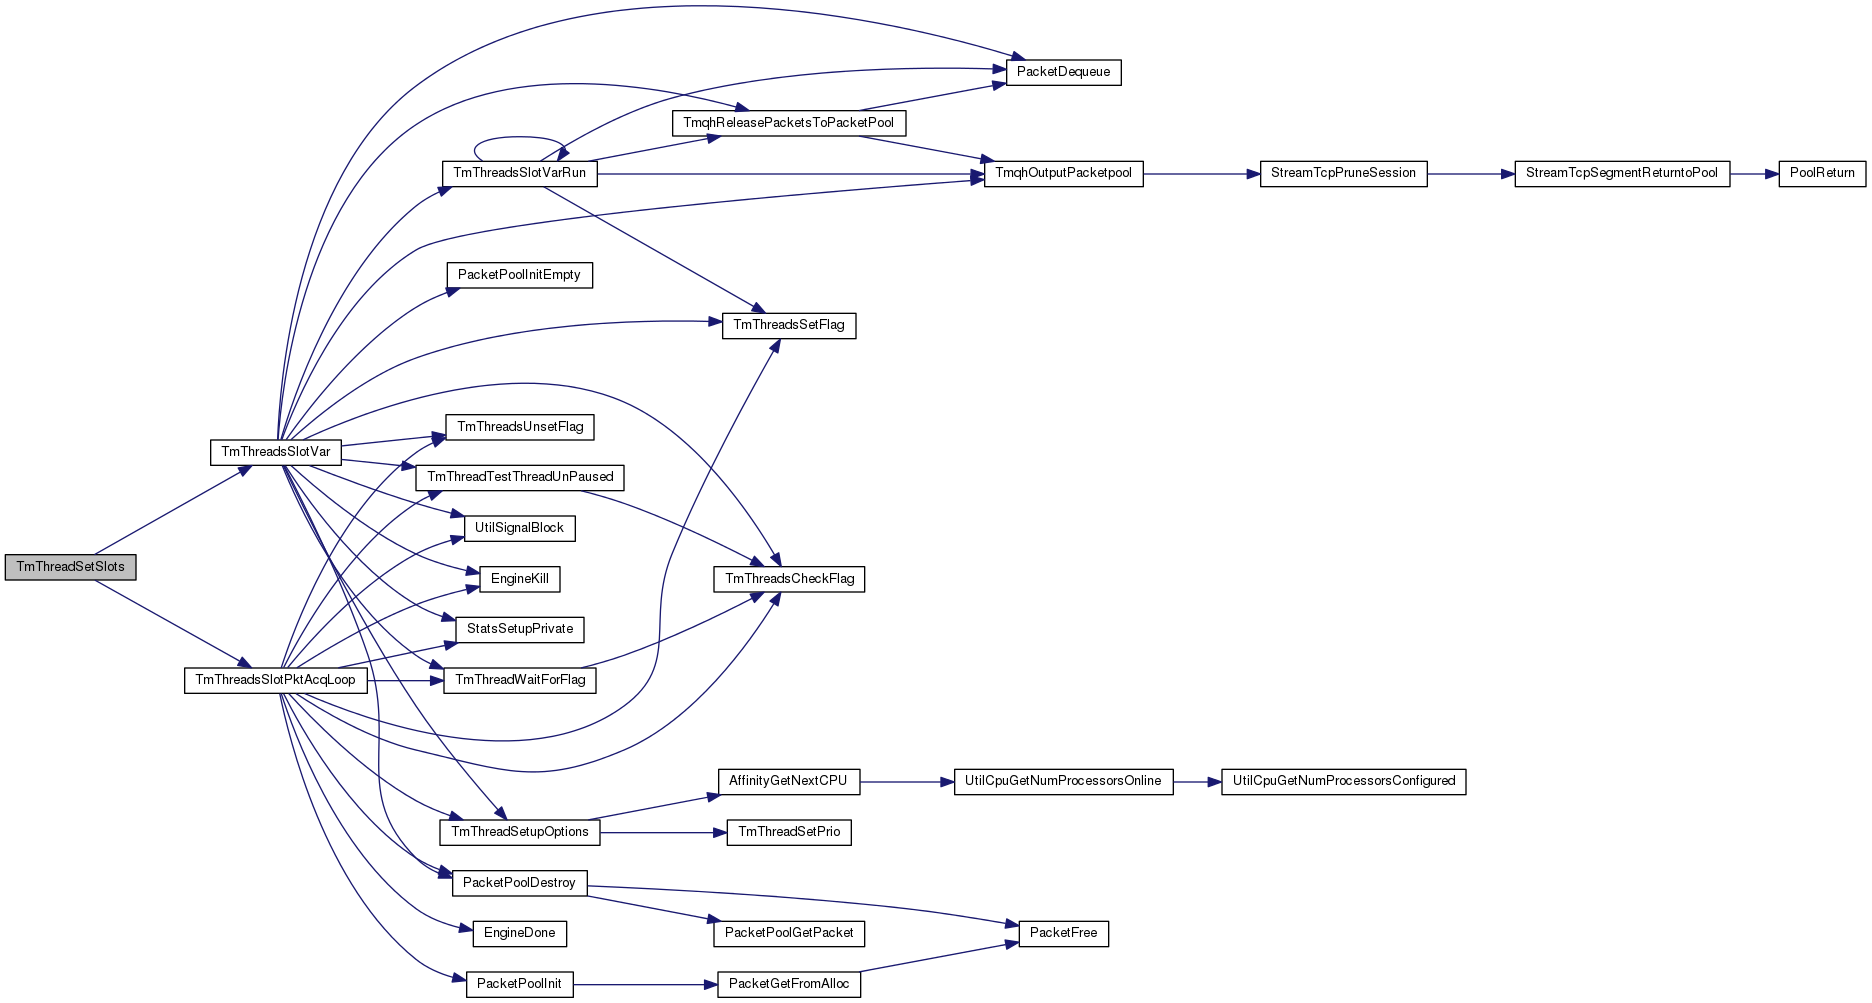 PacketDequeue
TmqhReleasePacketsToPacketPool
TmThreadsSlotVarRun
TmqhOutputPacketpool
StreamTcpPruneSession
StreamTcpSegmentReturntoPool
PoolReturn
PacketPoolInitEmpty
TmThreadsSetFlag
TmThreadsUnsetFlag
TmThreadsSlotVar
TmThreadTestThreadUnPaused
UtilSignalBlock
TmThreadSetSlots
EngineKill
TmThreadsCheckFlag
StatsSetupPrivate
TmThreadsSlotPktAcqLoop
TmThreadWaitForFlag
AffinityGetNextCPU
UtilCpuGetNumProcessorsOnline
UtilCpuGetNumProcessorsConfigured
TmThreadSetupOptions
TmThreadSetPrio
PacketPoolDestroy
EngineDone
PacketPoolGetPacket
PacketFree
PacketPoolInit
PacketGetFromAlloc